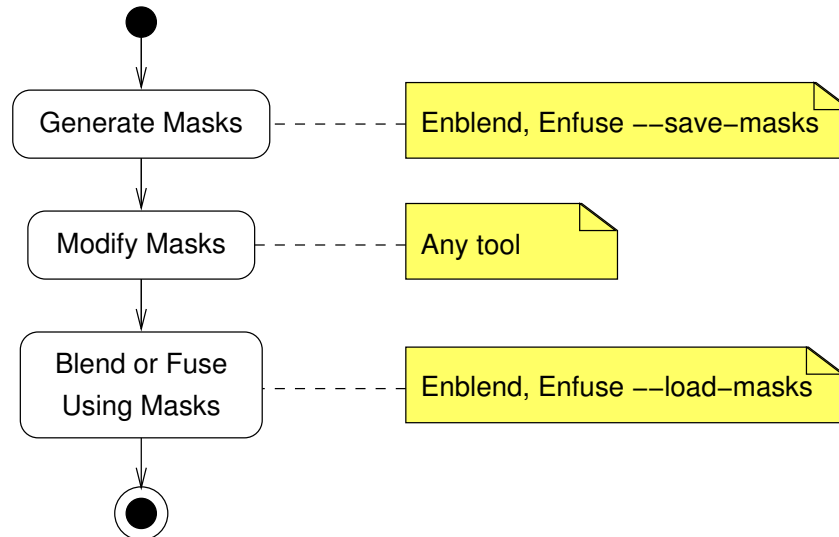 Generate Masks
Enblend, Enfuse −−save−masks
Modify Masks
Any tool
Blend or Fuse
Using Masks
Enblend, Enfuse −−load−masks